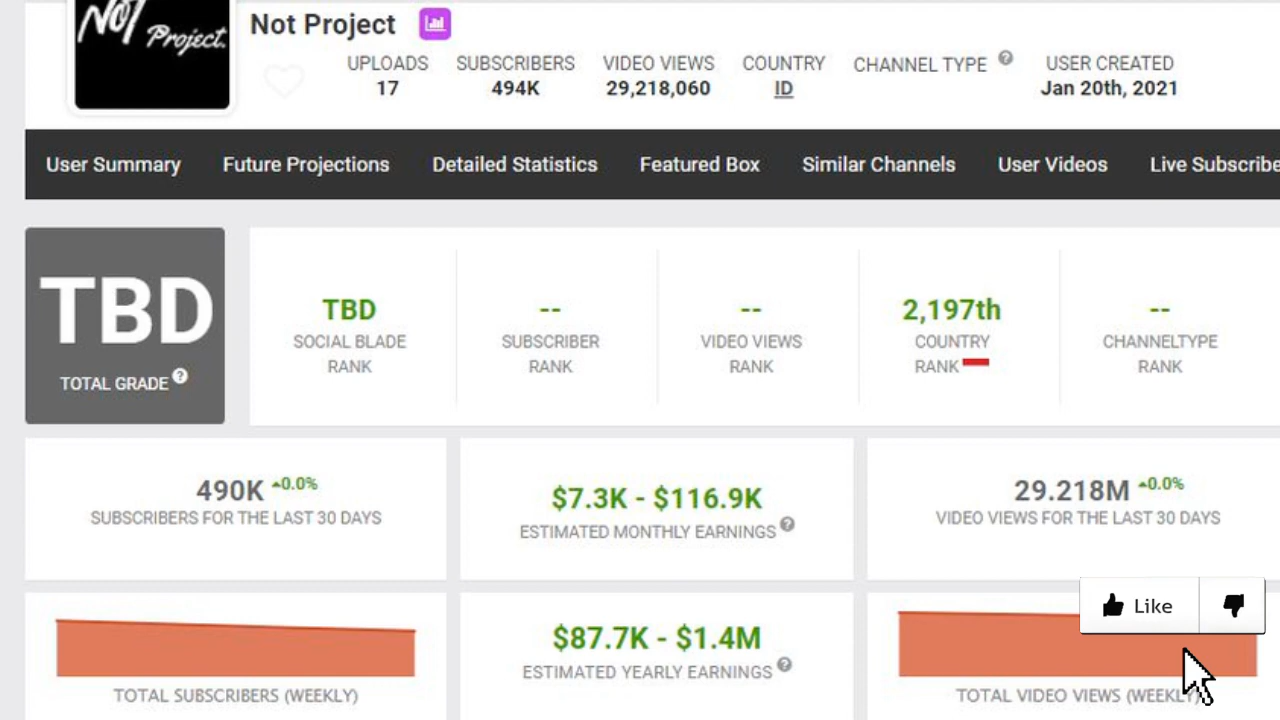 NOT Project.
Not Project
UPLOADS
17
SUBSCRIBERS
494K
VIDEO VIEWS
29,218,060
COUNTRY
ID
CHANNEL TYPE ?
USER CREATED
Jan 20th, 2021
User Summary Future Projections Detailed Statistics Featured Box Similar Channels User Videos Live Subscribe
TBD
TOTAL GRADE ?
TBD
SOCIAL BLADE
RANK
--
SUBSCRIBER
RANK
--
VIDEO VIEWS
RANK
2,197th
COUNTRY
RANK
--
CHANNELTYPE
RANK
490K 0.0%
SUBSCRIBERS FOR THE LAST 30 DAYS
$7.3K - $116.9K
ESTIMATED MONTHLY EARNINGS ?
29.218M 0.0%
VIDEO VIEWS FOR THE LAST 30 DAYS
Like
TOTAL SUBSCRIBERS (WEEKLY)
$87.7K - $1.4M
ESTIMATED YEARLY EARNINGS ?
TOTAL VIDEO VIEWS (WEEKLY)